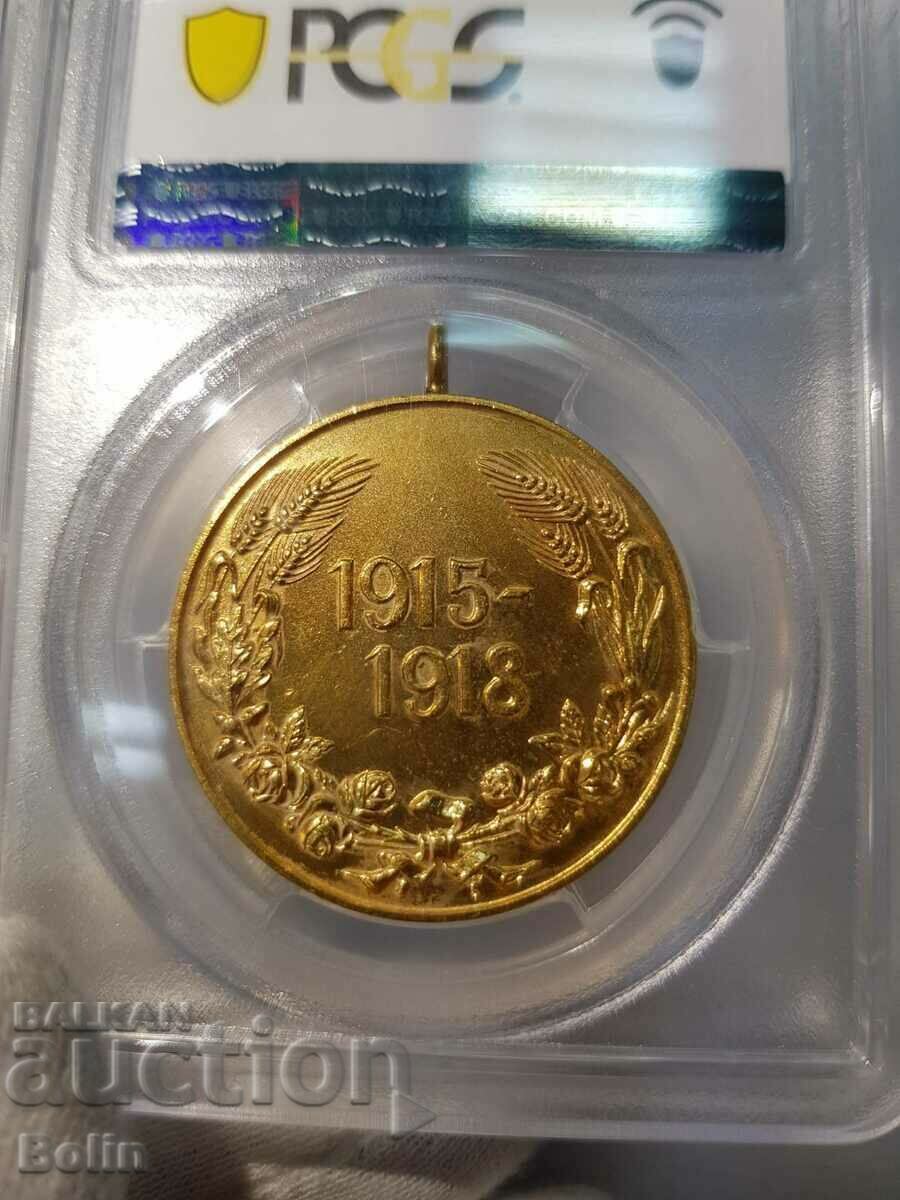 PCGS
1915-
1918
BALKAN
auction
Bolin